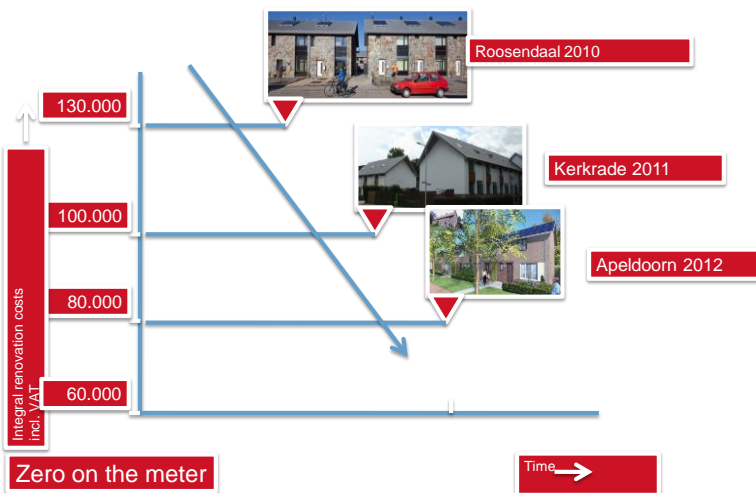 Roosendaal 2010
130.000
Kerkrade 2011
100.000
Apeldoorn 2012
80.000
60.000
Integral renovation costs
incl. VAT
Zero on the meter
Time